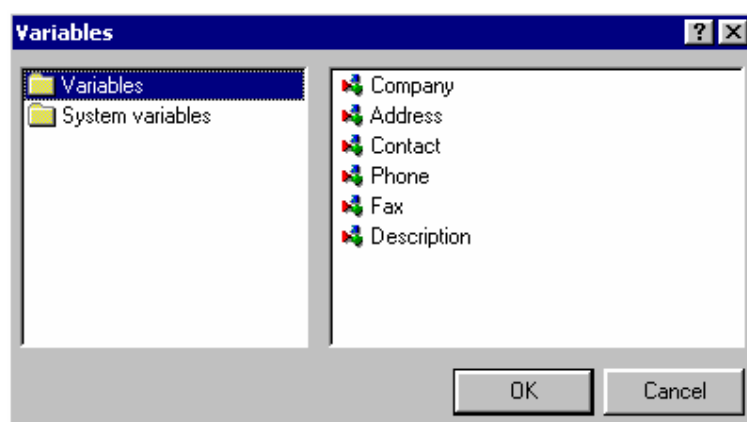 Variables
Variables
System variables
Company
Address
Contact
Phone
Fax
Description
OK
Cancel